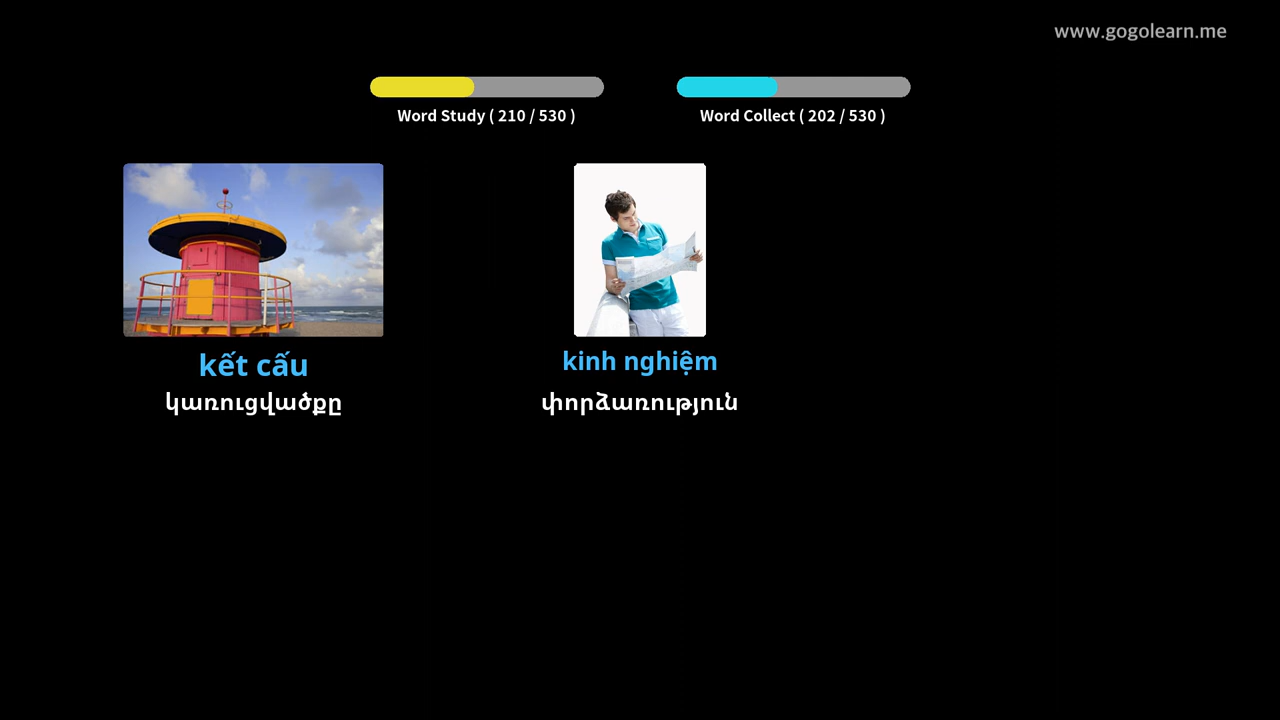 www.gogolearn.me
Word Study ( 210 / 530 )
Word Collect ( 202 / 530 )
kết cấu
կառուցվածքը
kinh nghiệm
փորձառություն